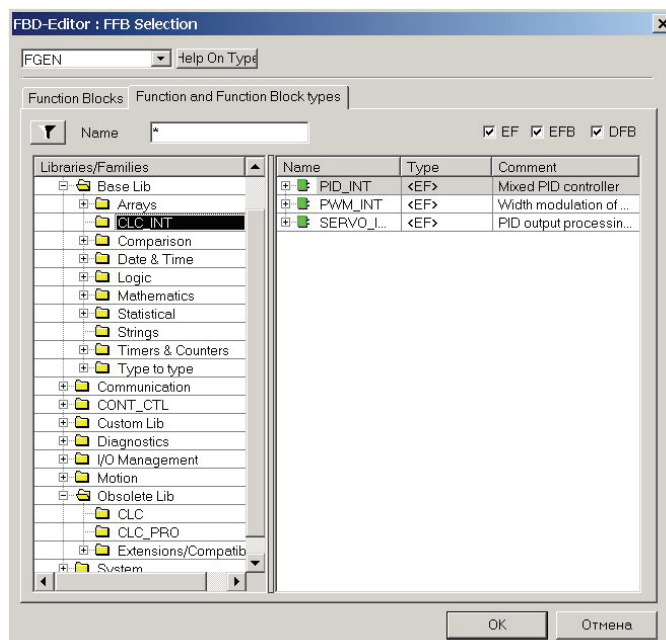 FBD-Editor : FFB Selection
FGEN
Help On Type
Function Blocks
Function and Function Block types
Name
*
EF
EFB
DFB
Libraries/Families
Name
Type
Comment
Base Lib
PID_INT
<EF>
Mixed PID controller
Arrays
PWM_INT
<EF>
Width modulation of ...
CLC_INT
SERVO_I...
<EF>
PID output processin...
Comparison
Date & Time
Logic
Mathematics
Statistical
Strings
Timers & Counters
Type to type
Communication
CONT_CTL
Custom Lib
Diagnostics
I/O Management
Motion
Obsolete Lib
CLC
CLC_PRO
Extensions/Compatib
System
OK
Отмена